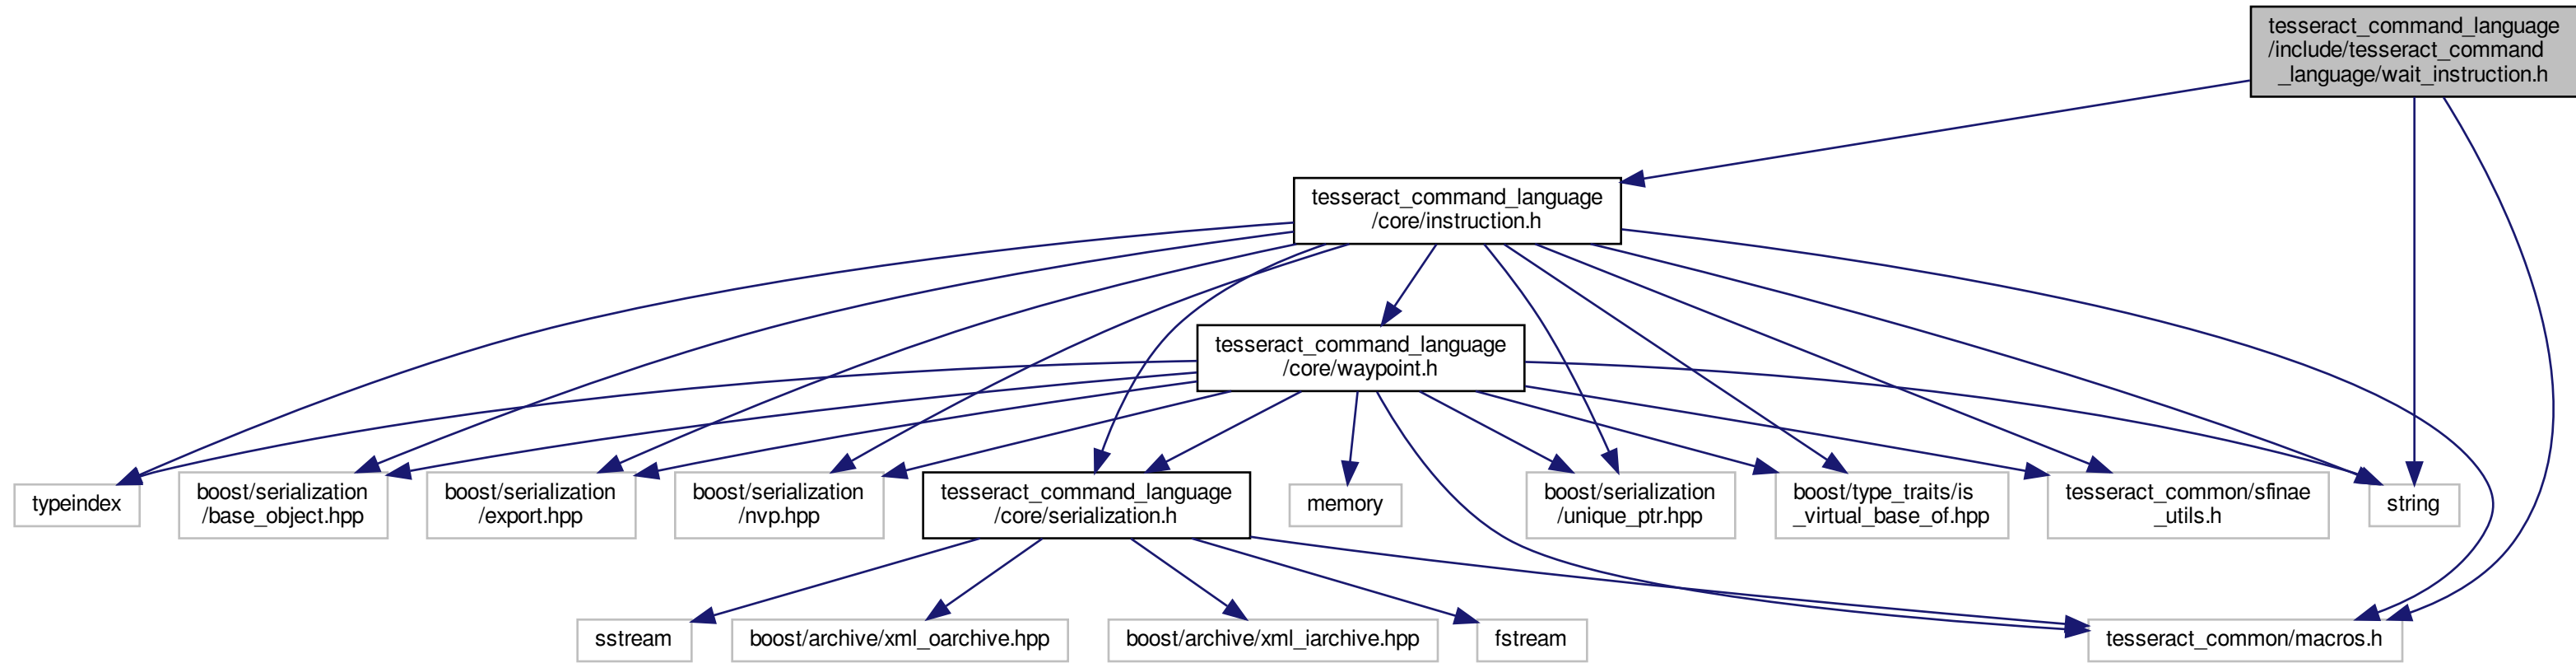 tesseract_command_language
/include/tesseract_command
_language/wait_instruction.h
tesseract_command_language
/core/instruction.h
tesseract_command_language
/core/waypoint.h
typeindex
boost/serialization
/base_object.hpp
boost/serialization
/export.hpp
boost/serialization
/nvp.hpp
tesseract_command_language
/core/serialization.h
memory
boost/serialization
/unique_ptr.hpp
boost/type_traits/is
_virtual_base_of.hpp
tesseract_common/sfinae
_utils.h
string
sstream
boost/archive/xml_oarchive.hpp
boost/archive/xml_iarchive.hpp
fstream
tesseract_common/macros.h